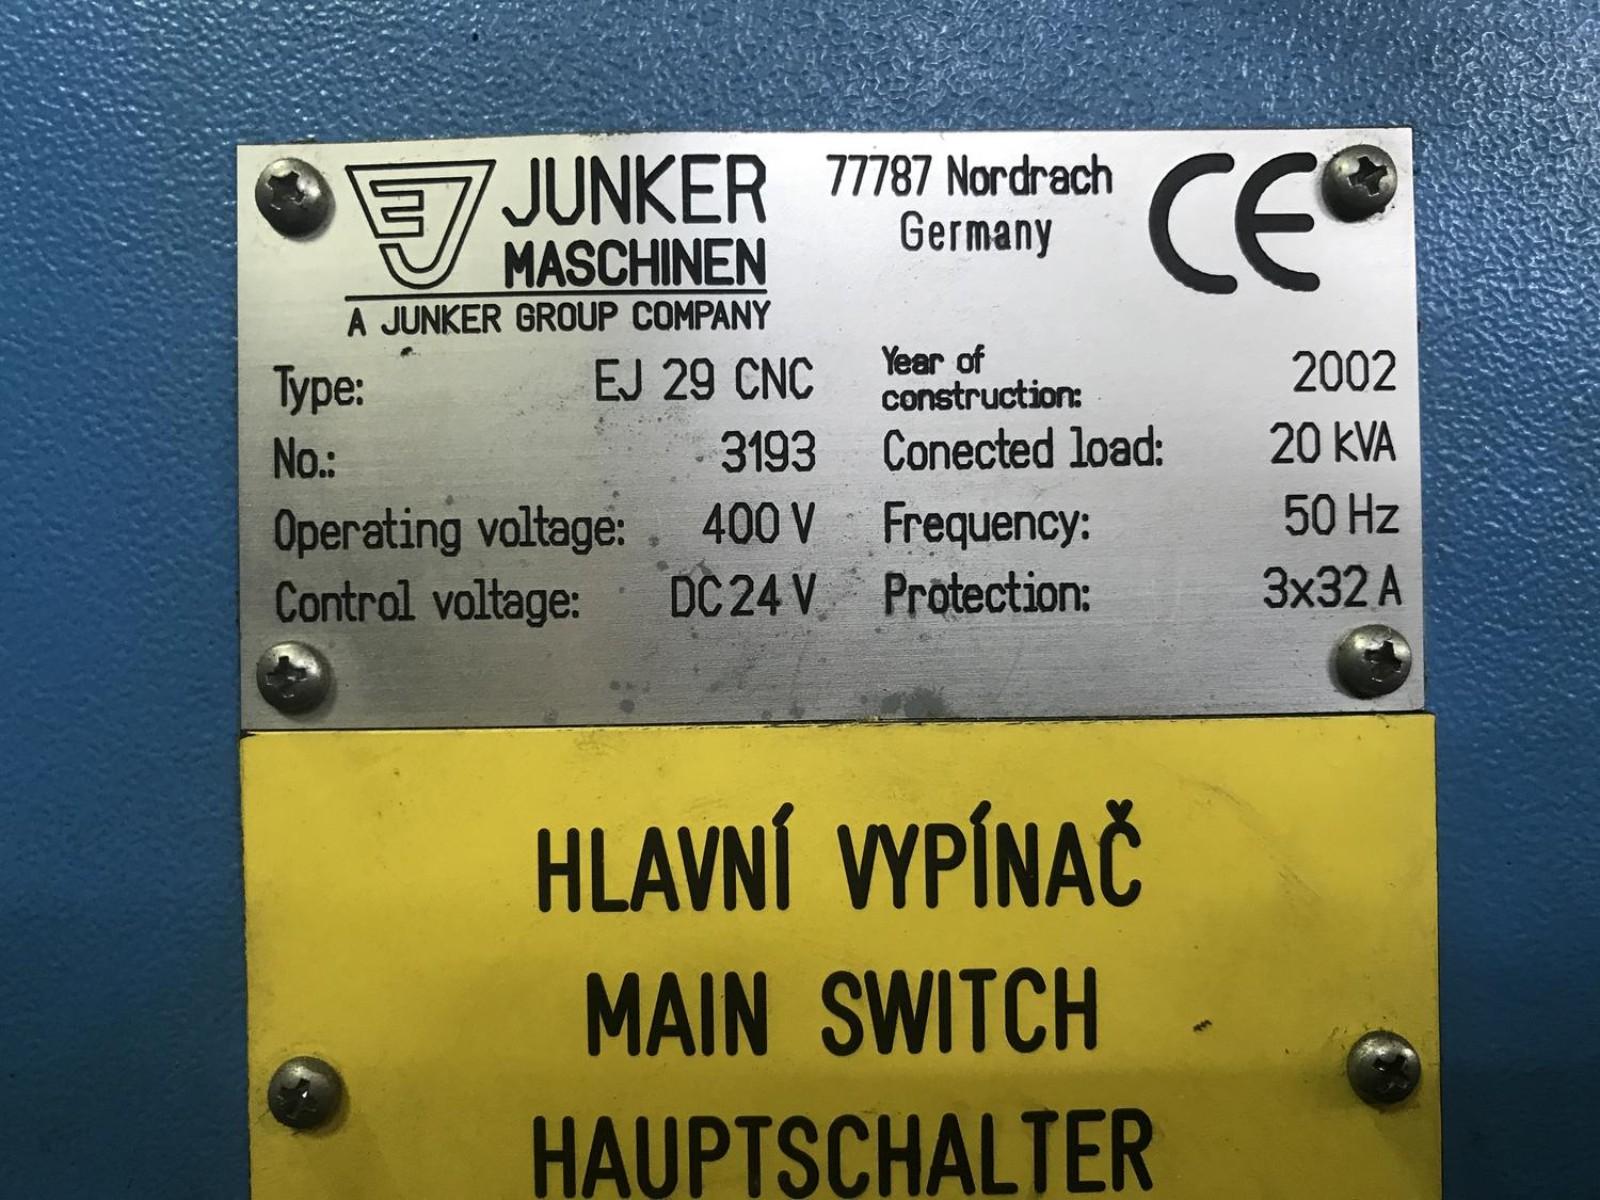 EJ JUNKER
MASCHINEN
A JUNKER GROUP COMPANY
77787 Nordrach
Germany
CE
Type: EJ 29 CNC
No.: 3193
Operating voltage: 400 V
Control voltage: DC 24 V
Year of
construction: 2002
Conected load: 20 kVA
Frequency: 50 Hz
Protection: 3x32 A
HLAVNÍ VYPÍNAČ
MAIN SWITCH
HAUPTSCHALTER